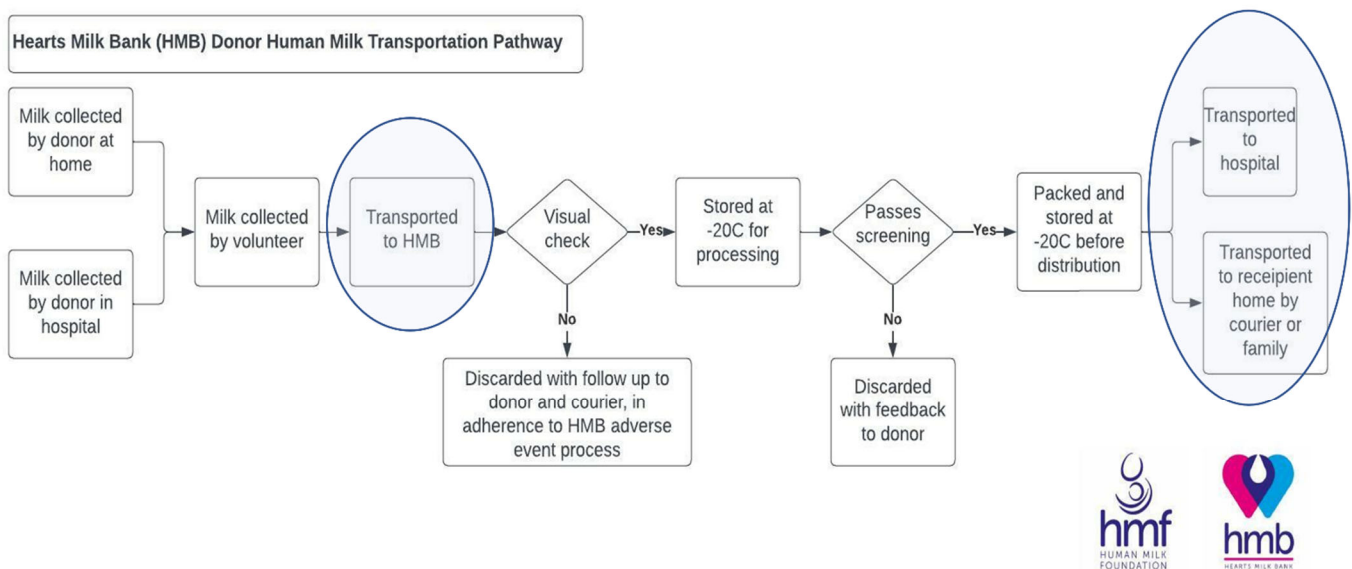 Hearts Milk Bank (HMB) Donor Human Milk Transportation Pathway
Milk collected
by donor at
home
Milk collected
by donor in
hospital
Milk collected
by volunteer
Transported
to HMB
Visual
check
Yes
No
Discarded with follow up to
donor and courier, in
adherence to HMB adverse
event process
Stored at
-20C for
processing
Passes
screening
Yes
No
Discarded
with feedback
to donor
Packed and
stored at
-20C before
distribution
Transported
to
hospital
Transported
to receipient
home by
courier or
family
hmf
HUMAN MILK
FOUNDATION
hmb
HEARTS MILK BANK